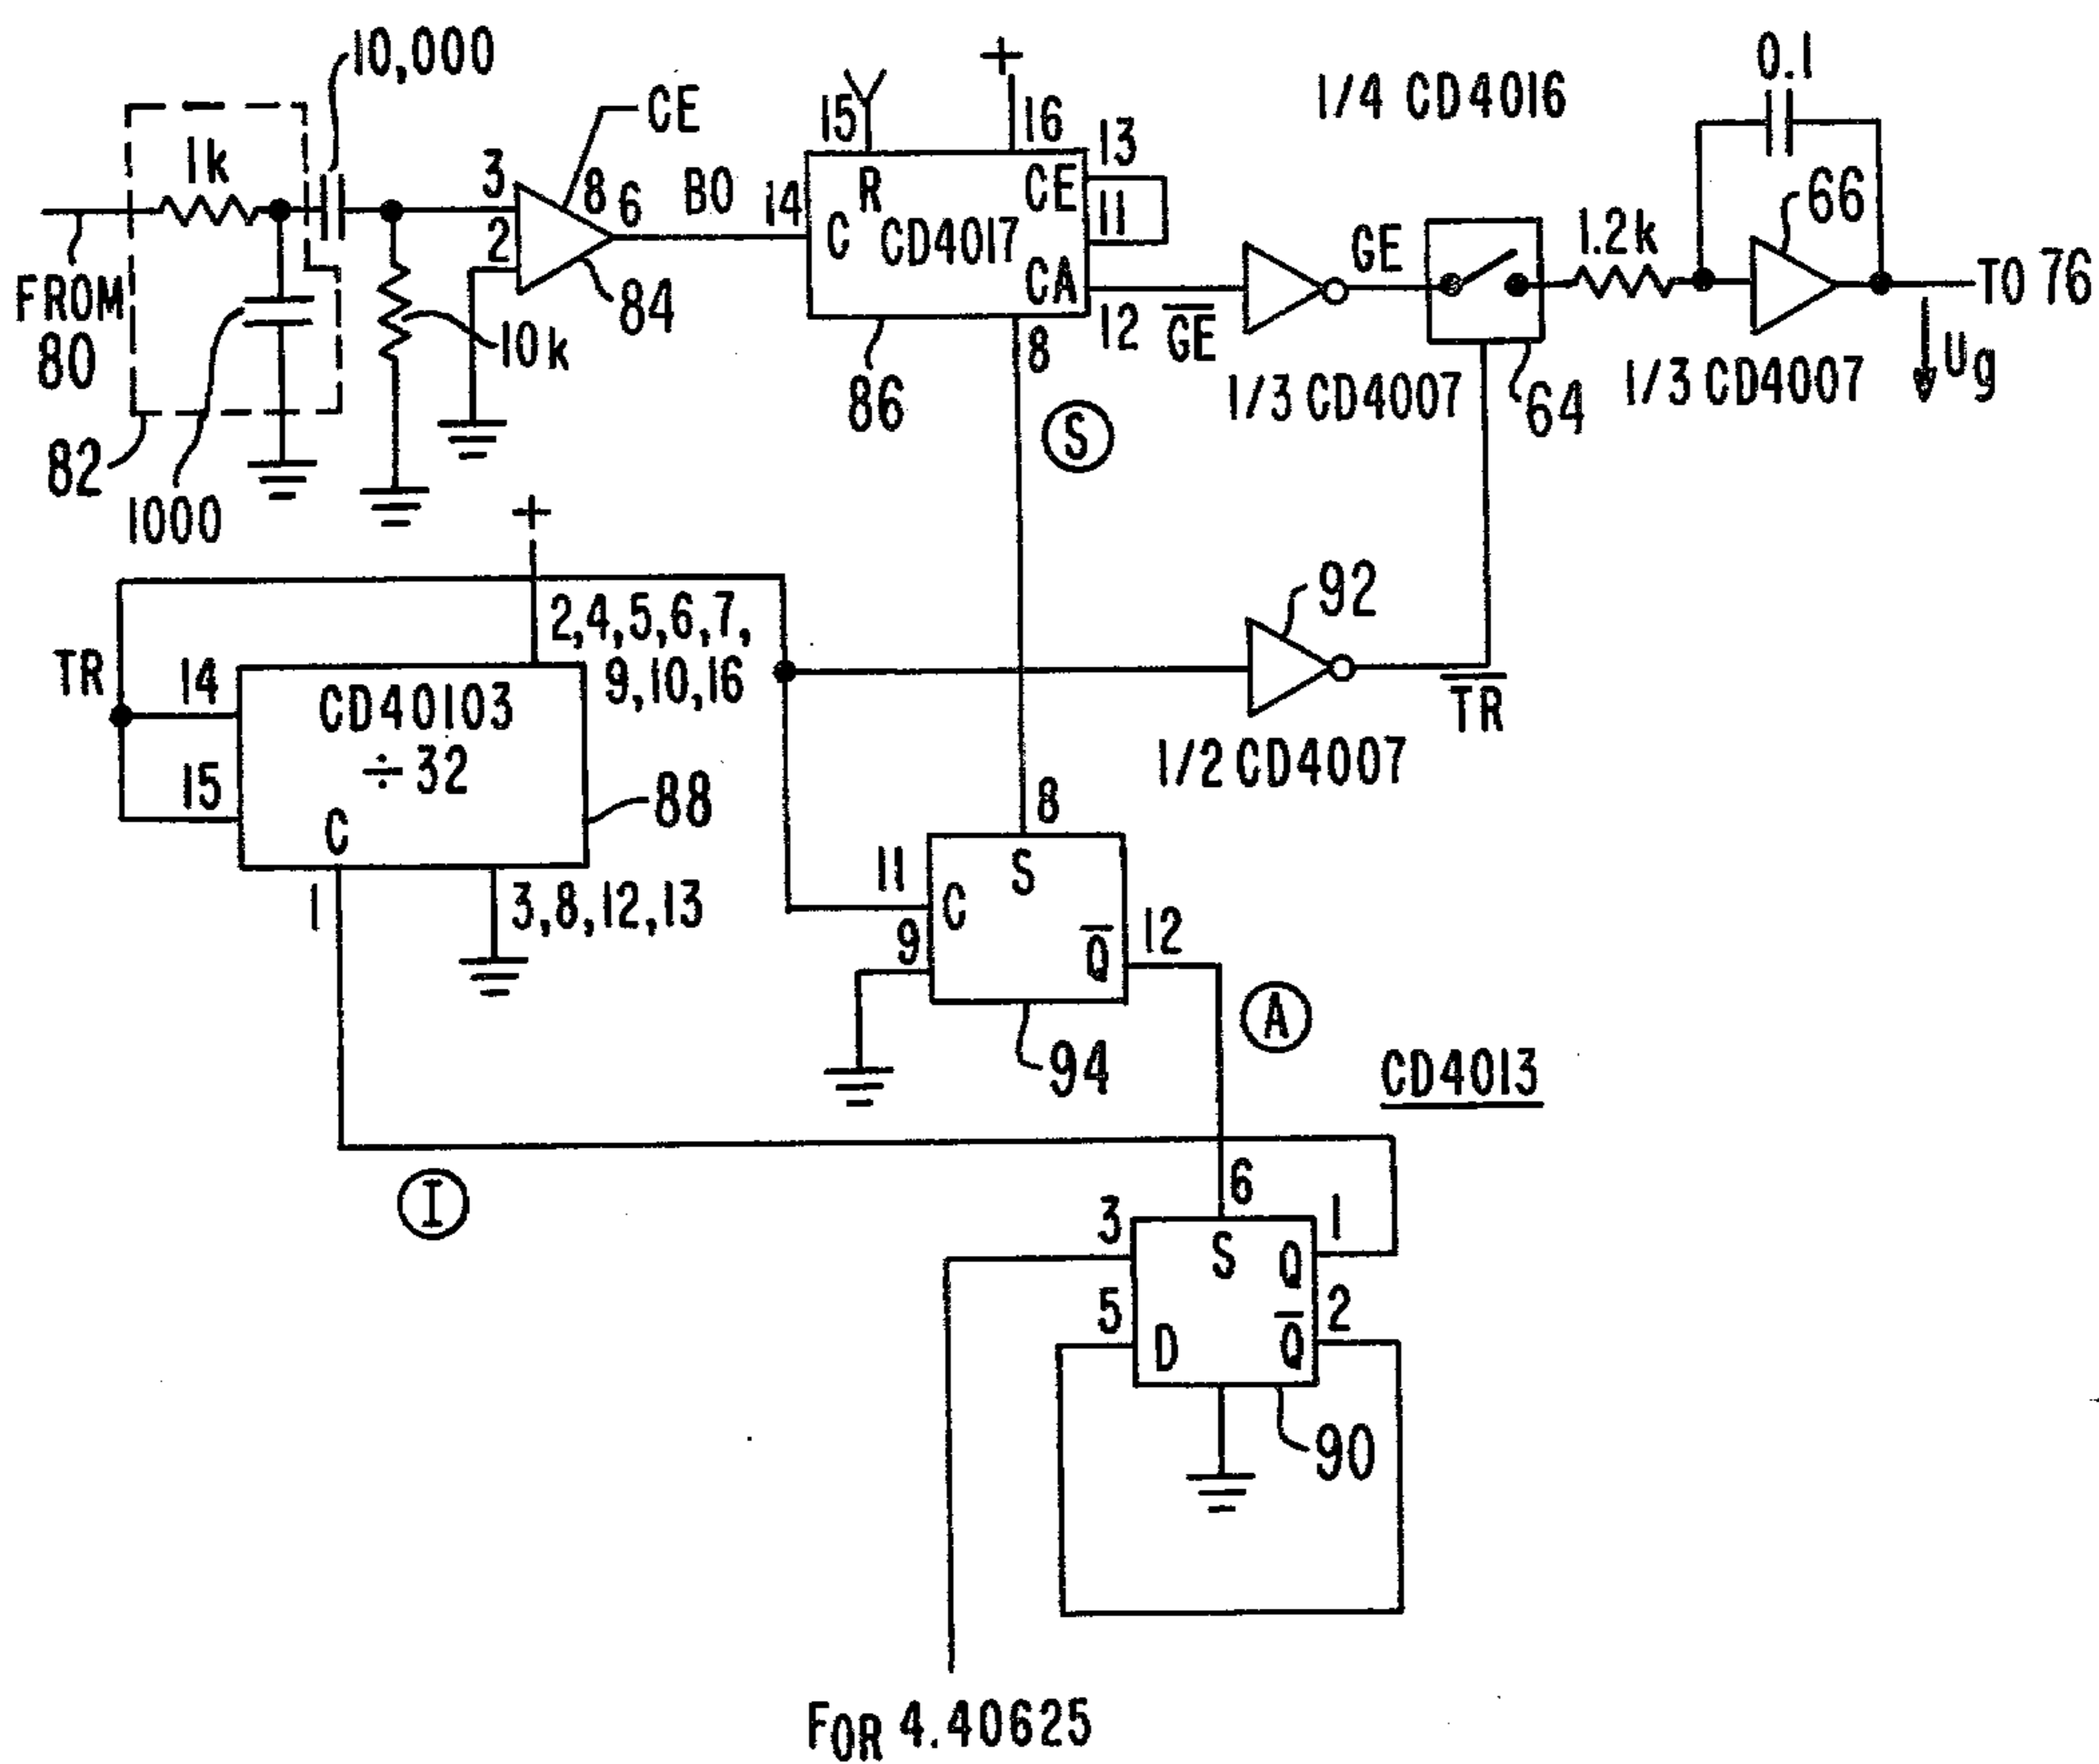 10,000
+
1/4 CD4016
0.1
CE
15
16
13
66
1k
3
8
6
BO
14
R
CE
11
2
C
CD4017
GE
1.2k
FROM
80
84
CA
TO 76
10k
12
GE
8
86
1/3 CD4007
64
1/3 CD4007
Ug
82
S
1000
+
92
2,4,5,6,7,
9,10,16
TR
14
CD40103
÷32
TR
15
1/2 CD4007
88
8
C
11
S
1
3,8,12,13
C
12
9
Q
A
94
CD4013
6
I
3
1
S
Q
5
2
D
Q
90
FOR 4.40625